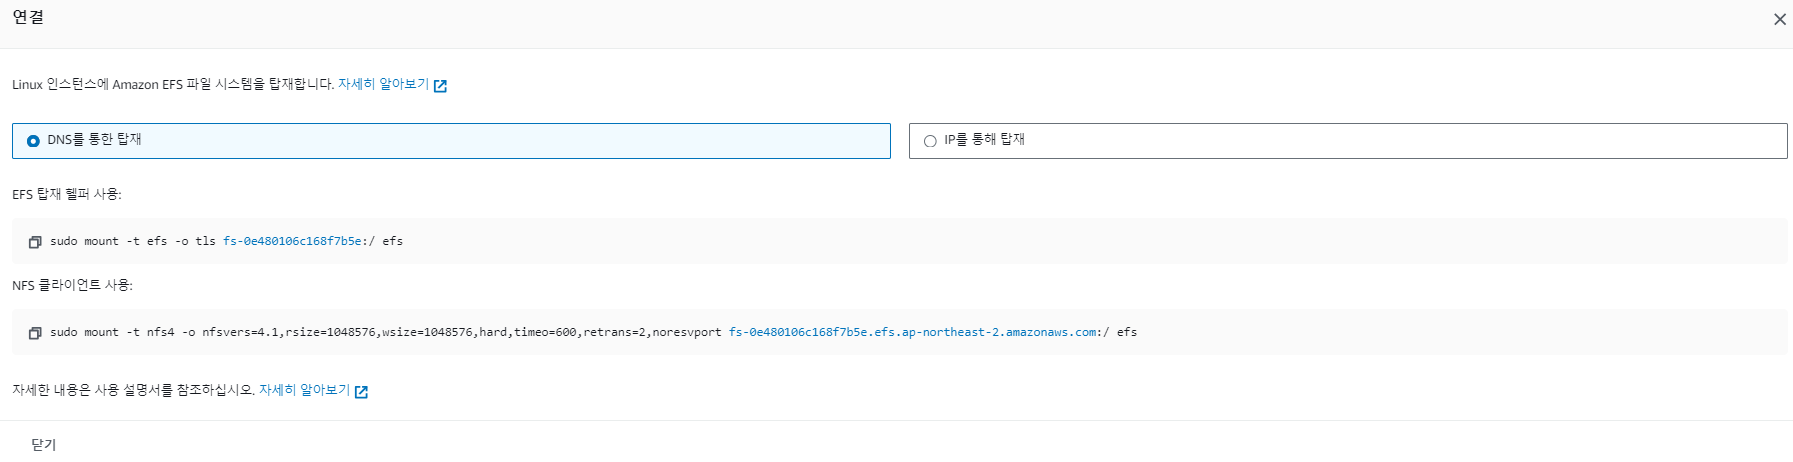 연결
Linux 인스턴스에 Amazon EFS 파일 시스템을 탑재합니다. 자세히 알아보기
DNS를 통한 탑재
IP를 통해 탑재
EFS 탑재 헬퍼 사용:
sudo mount -t efs -o tls fs-0e480106c168f7b5e:/ efs
NFS 클라이언트 사용:
sudo mount -t nfs4 -o nfsvers=4.1,rsize=1048576,wsize=1048576,hard,timeo=600,retrans=2,noresvport fs-0e480106c168f7b5e.efs.ap-northeast-2.amazonaws.com:/ efs
자세한 내용은 사용 설명서를 참조하십시오. 자세히 알아보기
닫기